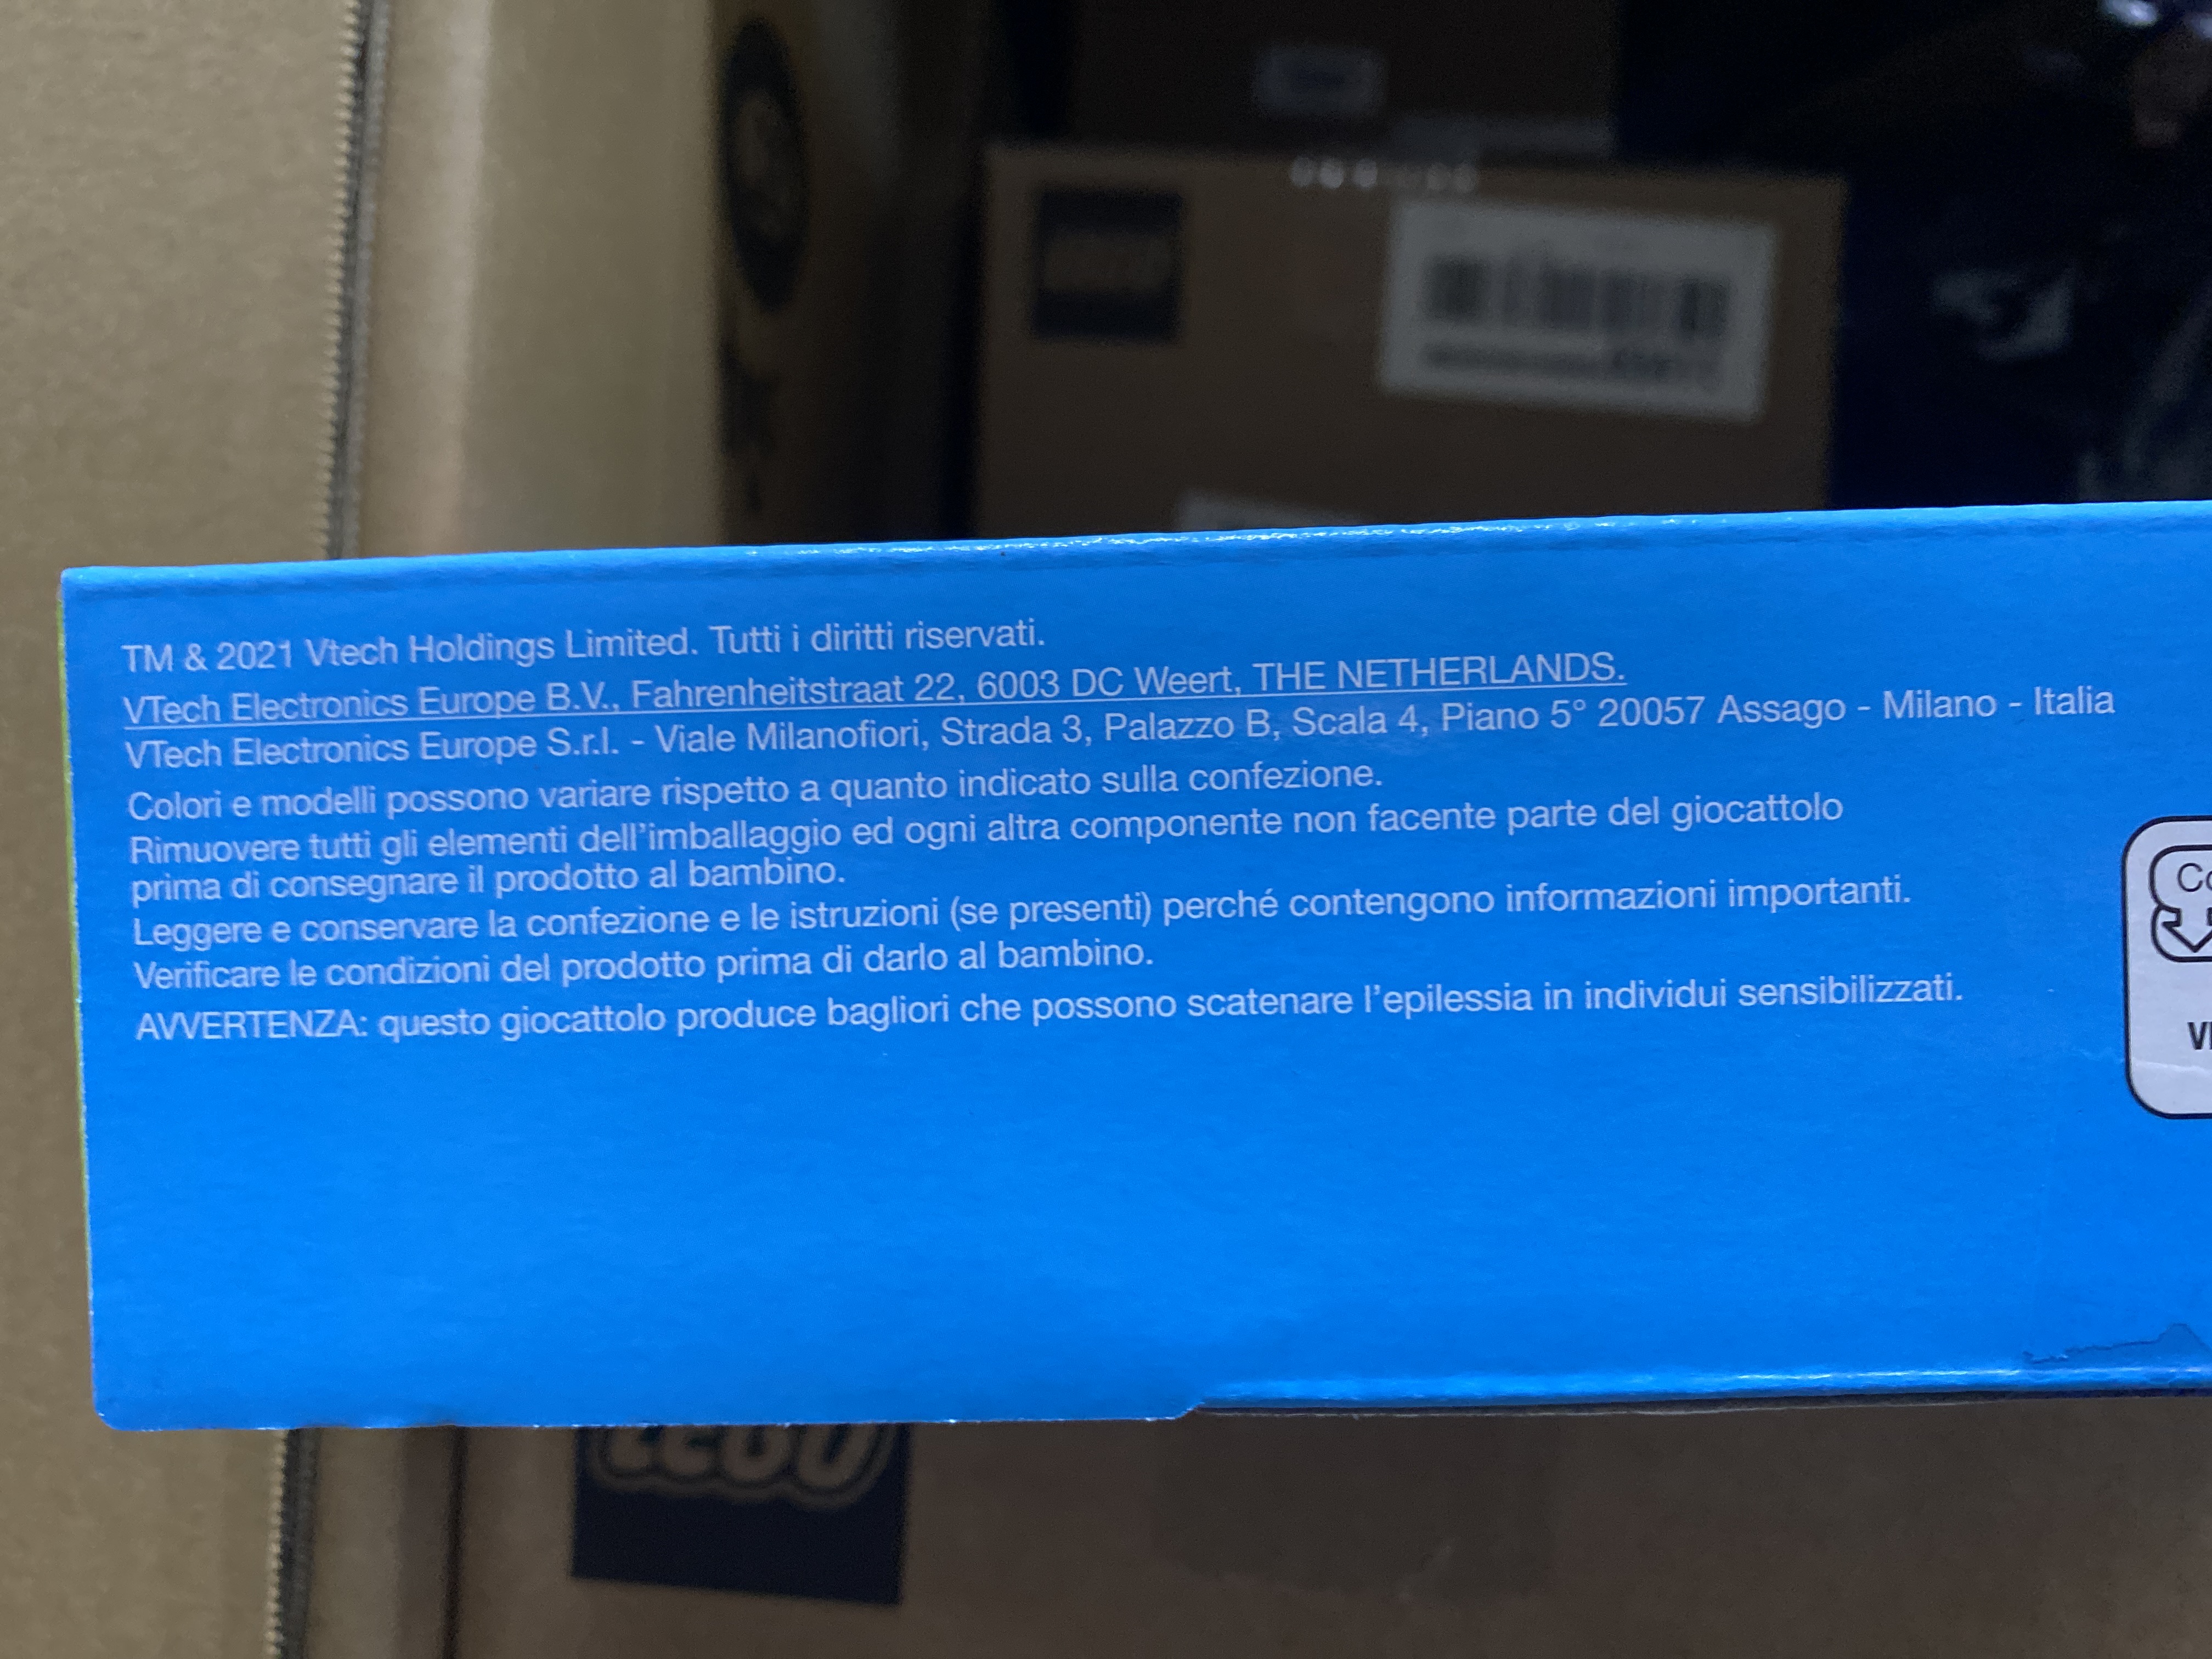 TM & 2021 Vtech Holdings Limited. Tutti i diritti riservati.
VTech Electronics Europe B.V., Fahrenheitstraat 22, 6003 DC Weert, THE NETHERLANDS.
VTech Electronics Europe S.r.l. - Viale Milanofiori, Strada 3, Palazzo B, Scala 4, Piano 5° 20057 Assago - Milano - Italia
Colori e modelli possono variare rispetto a quanto indicato sulla confezione.
Rimuovere tutti gli elementi dell'imballaggio ed ogni altra componente non facente parte del giocattolo
prima di consegnare il prodotto al bambino.
Leggere e conservare la confezione e le istruzioni (se presenti) perché contengono informazioni importanti.
Verificare le condizioni del prodotto prima di darlo al bambino.
AVVERTENZA: questo giocattolo produce bagliori che possono scatenare l'epilessia in individui sensibilizzati.
LEGO